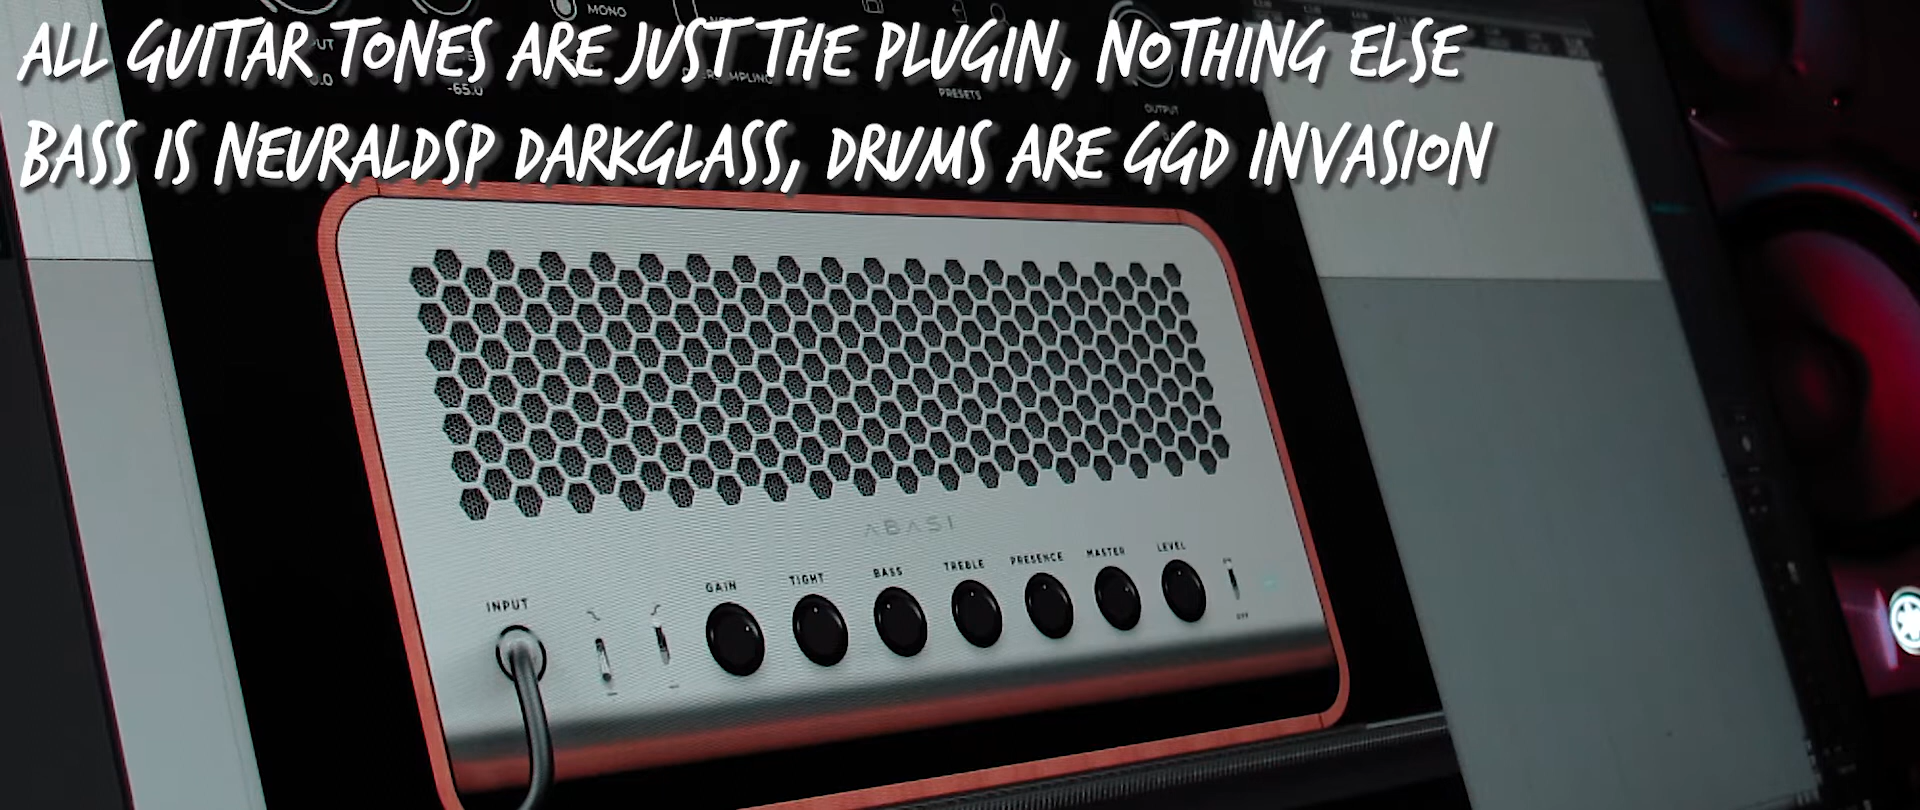 MONO
ALL GUITAR TONES ARE JUST THE PLUGIN, NOTHING ELSE
-65.0
PRESETS
OUTPUT
BASS IS NEURALDSP DARKGLASS, DRUMS ARE GGD INVASION
ABASI
INPUT
GAIN
TIGHT
BASS
TREBLE
PRESENCE
MASTER
LEVEL
OFF